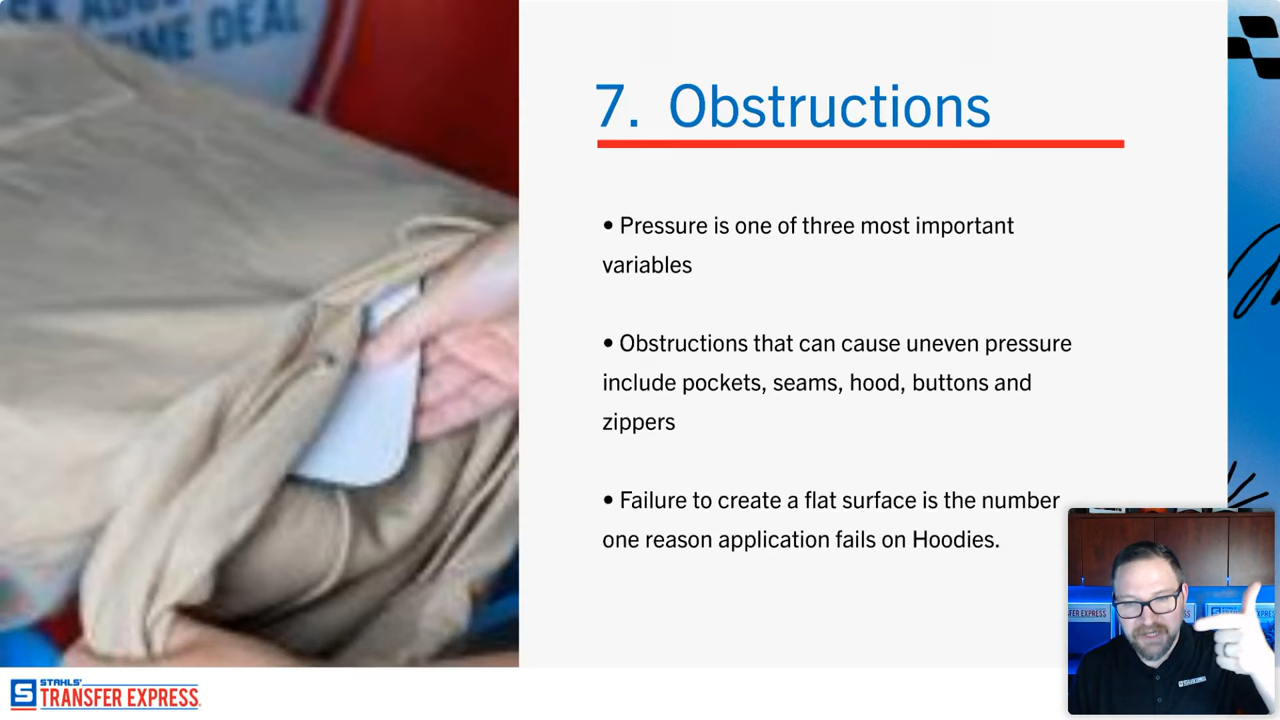 TIME DEAL
7. Obstructions
• Pressure is one of three most important
variables
• Obstructions that can cause uneven pressure
include pockets, seams, hood, buttons and
zippers
• Failure to create a flat surface is the number
one reason application fails on Hoodies.
S STAHLS'
TRANSFER EXPRESS